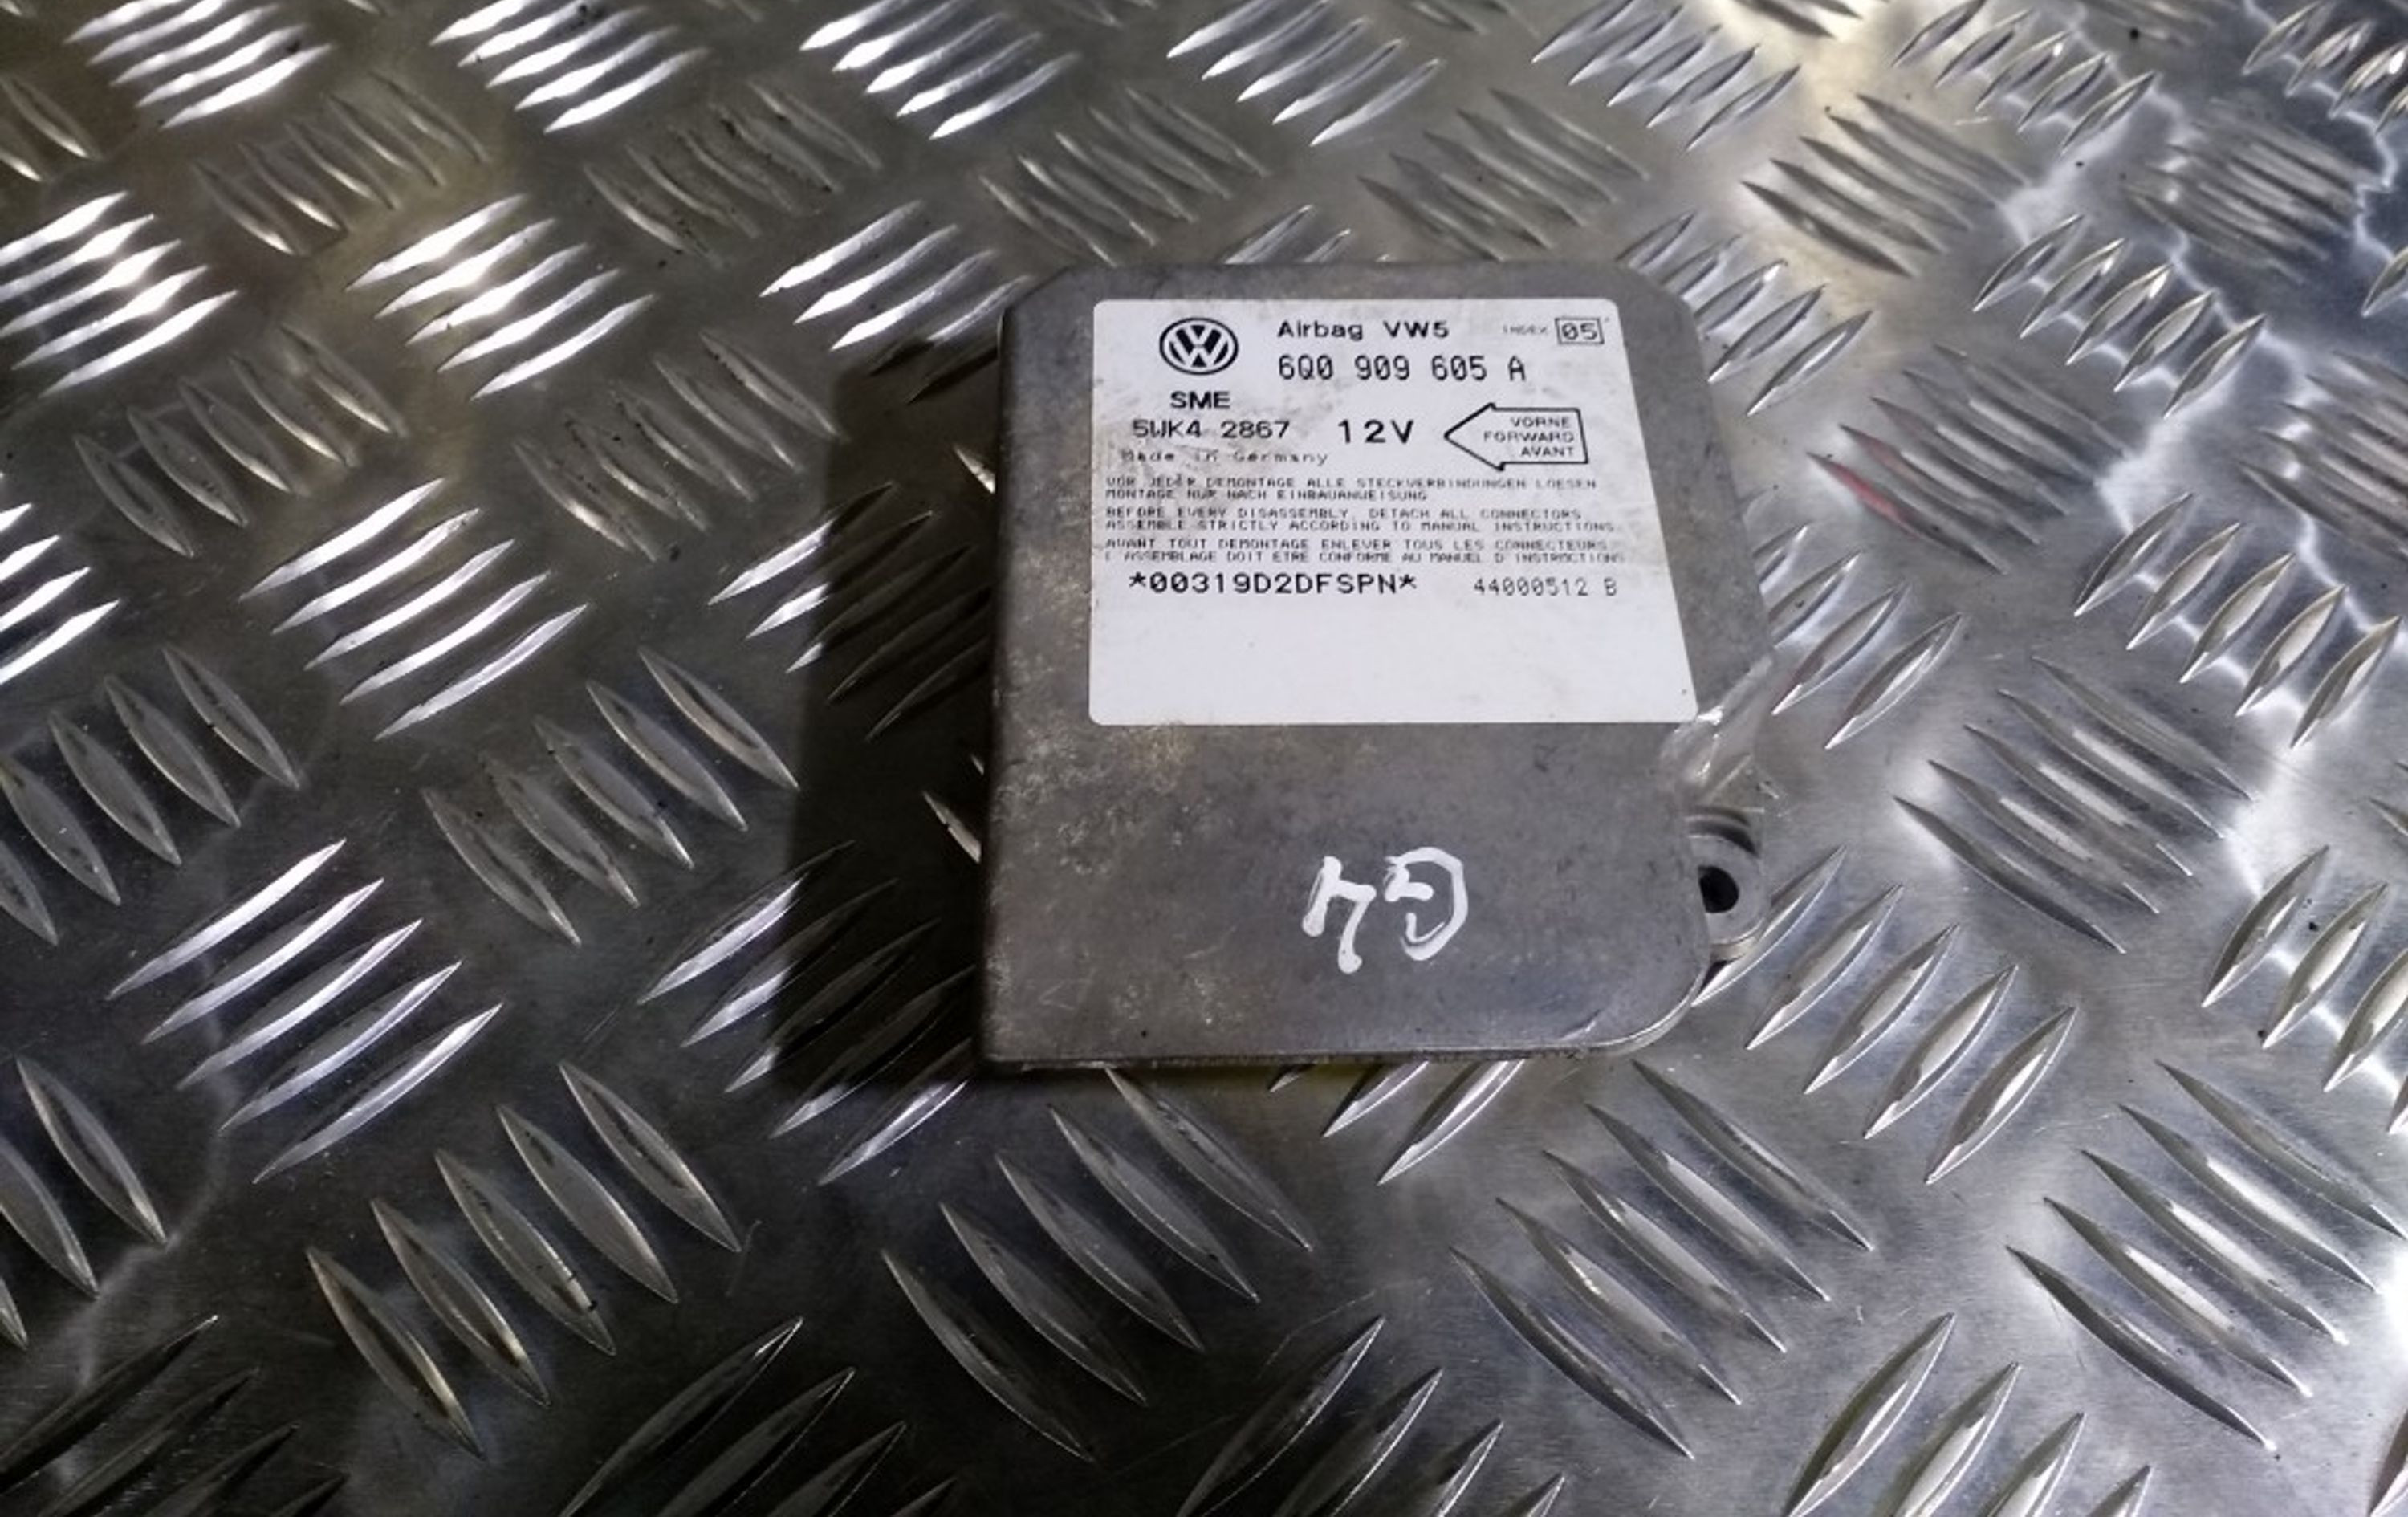 Airbag VW5 INDEX 05
6Q0 909 605 A
SME
5WK4 2867 12V
VORNE
FORWARD
AVANT
Made in Germany
VOR JEDER DEMONTAGE ALLE STECKVERBINDUNGEN LOESEN
MONTAGE NUR NACH EINBAUANWEISUNG
BEFORE EVERY DISASSEMBLY, DETACH ALL CONNECTORS
ASSEMBLE STRICTLY ACCORDING TO MANUAL INSTRUCTIONS
AVANT TOUT DEMONTAGE ENLEVER TOUS LES CONNECTEURS
L ASSEMBLAGE DOIT ETRE CONFORME AU MANUEL D INSTRUCTIONS
*00319D2DFSPN* 44000512 B